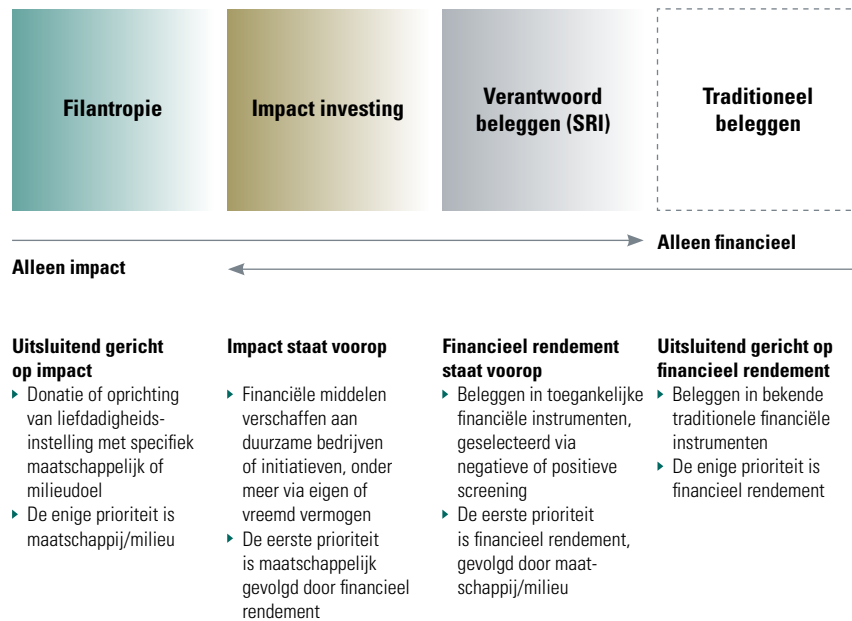 Filantropie
Impact investing
Verantwoord
beleggen (SRI)
Traditioneel
beleggen
Alleen financieel
Alleen impact
Uitsluitend gericht
op impact
Donatie of oprichting
van liefdadigheids-
instelling met specifiek
maatschappelijk of
milieudoel
De enige prioriteit is
maatschappij/milieu
Impact staat voorop
Financiële middelen
verschaffen aan
duurzame bedrijven
of initiatieven, onder
meer via eigen of
vreemd vermogen
De eerste prioriteit
is maatschappelijk
gevolgd door financieel
rendement
Financieel rendement
staat voorop
Beleggen in toegankelijke
financiële instrumenten,
geselecteerd via
negatieve of positieve
screening
De eerste prioriteit
is financieel rendement,
gevolgd door maat-
schappij/milieu
Uitsluitend gericht op
financieel rendement
Beleggen in bekende
traditionele financiële
instrumenten
De enige prioriteit is
financieel rendement